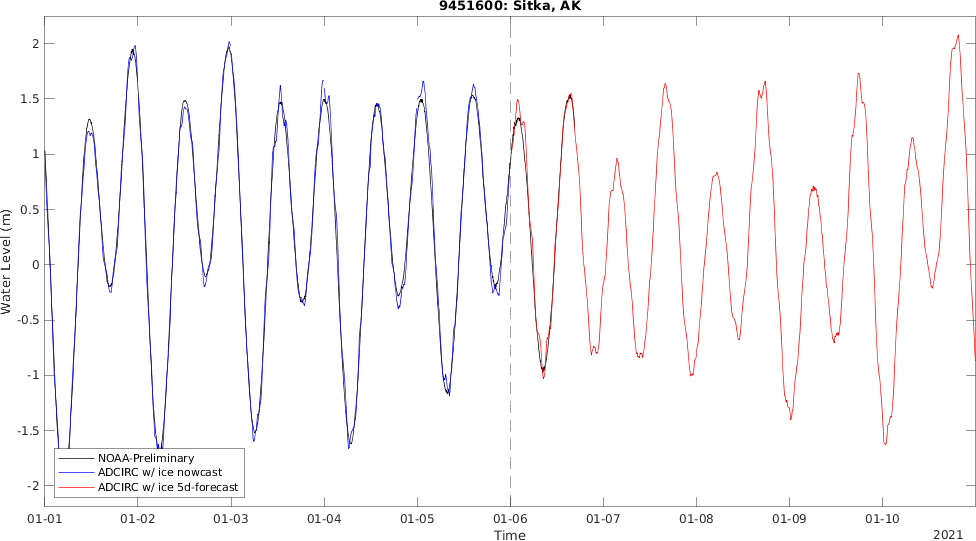 9451600: Sitka, AK
2
1.5
1
0.5
0
-0.5
-1
-1.5
-2
Water Level (m)
NOAA-Preliminary
ADCIRC w/ ice nowcast
ADCIRC w/ ice 5d-forecast
01-01 01-02 01-03 01-04 01-05 01-06 01-07 01-08 01-09 01-10
Time
2021